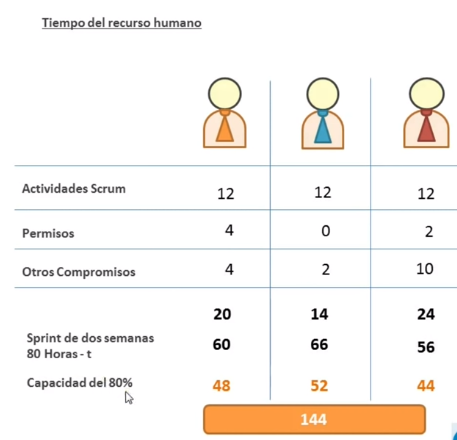 Tiempo del recurso humano
Actividades Scrum 12 12 12
Permisos 4 0 2
Otros Compromisos 4 2 10
20 14 24
Sprint de dos semanas
80 Horas - t 60 66 56
Capacidad del 80% 48 52 44
144